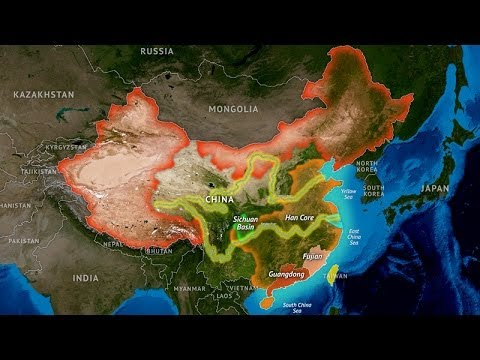 RUSSIA
KAZAKHSTAN
MONGOLIA
KYRGYZSTAN
TAJIKISTAN
NORTH
KOREA
SOUTH
KOREA
JAPAN
Yellow
Sea
CHINA
AFGHANISTAN
Sichuan
Basin
Han Core
East
China Sea
PAKISTAN
NEPAL
BHUTAN
Fujian
INDIA
Guangdong
TAIWAN
MYANMAR
VIETNAM
LAOS
South China
Sea